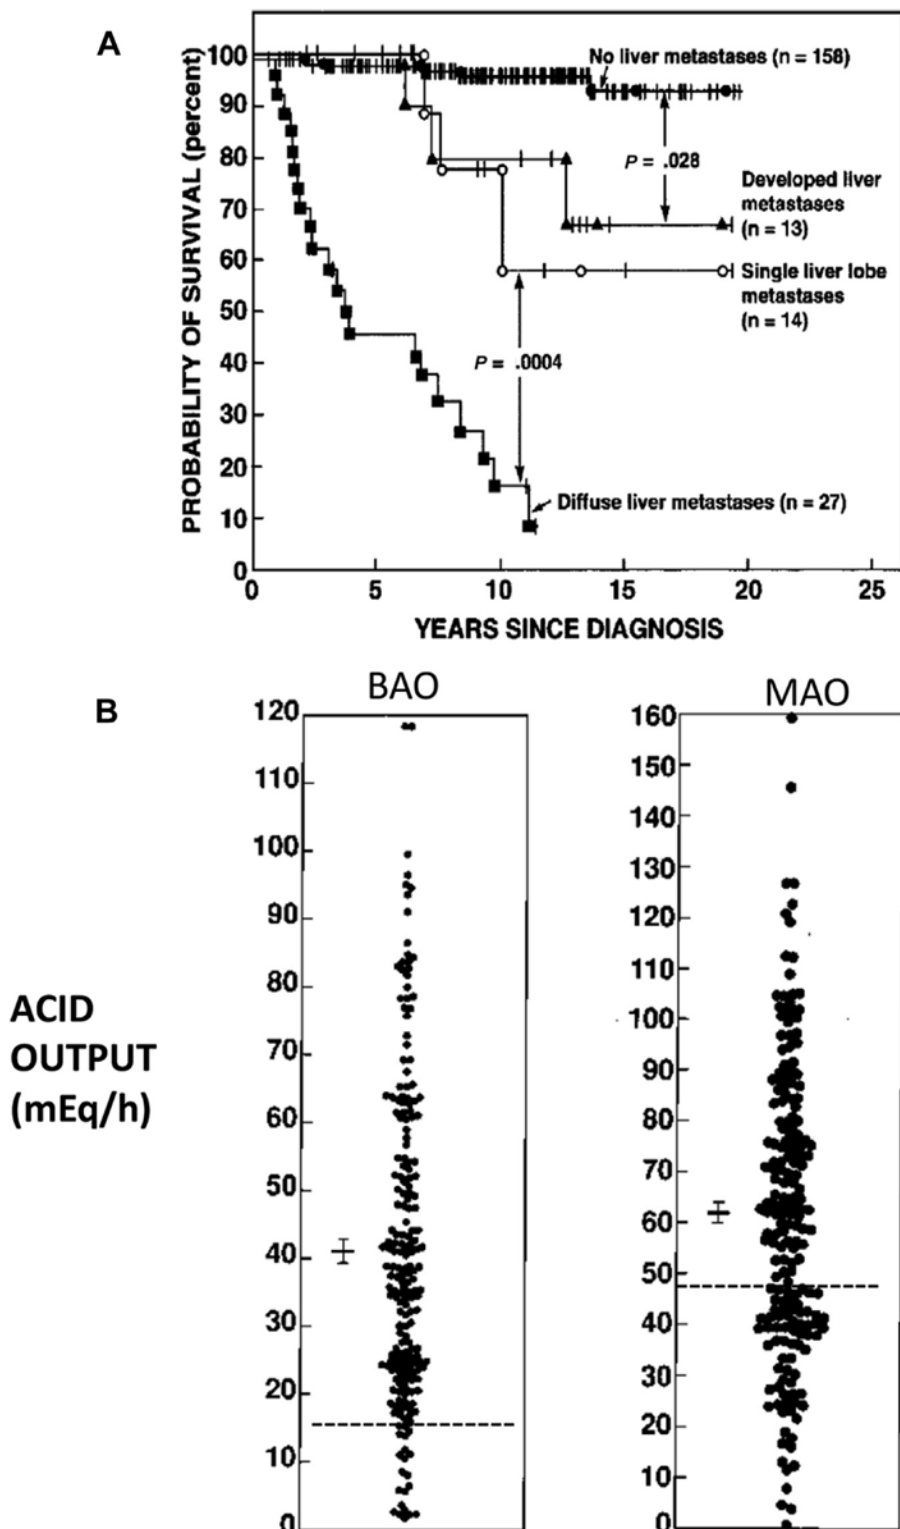 A
PROBABILITY OF SURVIVAL (percent)
100
90
80
70
60
50
40
30
20
10
0
No liver metastases (n = 158)
P = .028
Developed liver
metastases
(n = 13)
Single liver lobe
metastases
(n = 14)
P = .0004
Diffuse liver metastases (n = 27)
0 5 10 15 20 25
YEARS SINCE DIAGNOSIS
B
BAO
MAO
ACID
OUTPUT
(mEq/h)
120
110
100
90
80
70
60
50
40
30
20
10
0
160
150
140
130
120
110
100
90
80
70
60
50
40
30
20
10
0